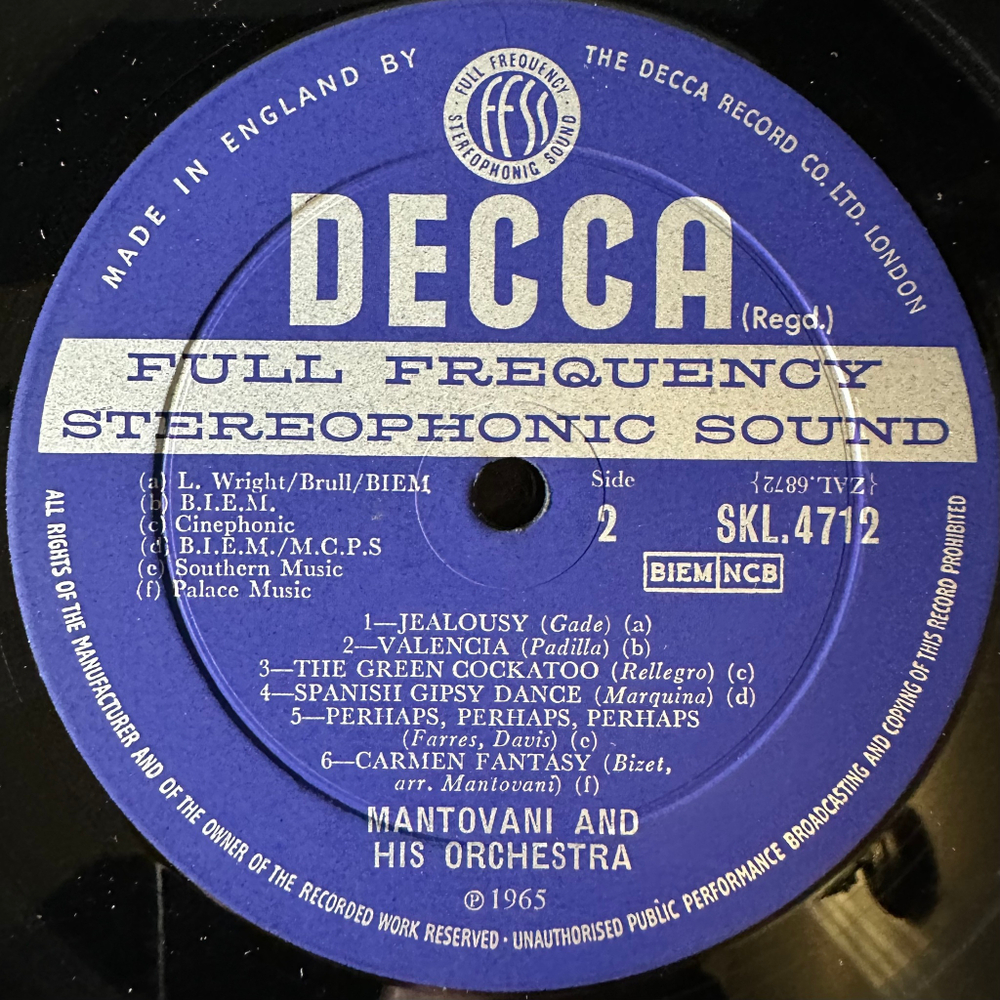 MADE IN ENGLAND BY
THE DECCA RECORD CO. LTD. LONDON
FULL FREQUENCY
FFSS
STEREOPHONIC SOUND
DECCA
(Regd.)
FULL FREQUENCY
STEREOPHONIC SOUND
(a) L. Wright/Brull/BIEM
(b) B.I.E.M.
(c) Cinephonic
(d) B.I.E.M./M.C.P.S
(e) Southern Music
(f) Palace Music
Side
2
{ZAL.6872}
SKL.4712
BIEM NCB
1—JEALOUSY (Gade) (a)
2—VALENCIA (Padilla) (b)
3—THE GREEN COCKATOO (Rellegro) (c)
4—SPANISH GIPSY DANCE (Marquina) (d)
5—PERHAPS, PERHAPS, PERHAPS
(Farres, Davis) (e)
6—CARMEN FANTASY (Bizet,
arr. Mantovani) (f)
MANTOVANI AND
HIS ORCHESTRA
℗ 1965
ALL RIGHTS OF THE MANUFACTURER AND OF THE OWNER OF THE RECORDED WORK RESERVED · UNAUTHORISED PUBLIC PERFORMANCE BROADCASTING AND COPYING OF THIS RECORD PROHIBITED